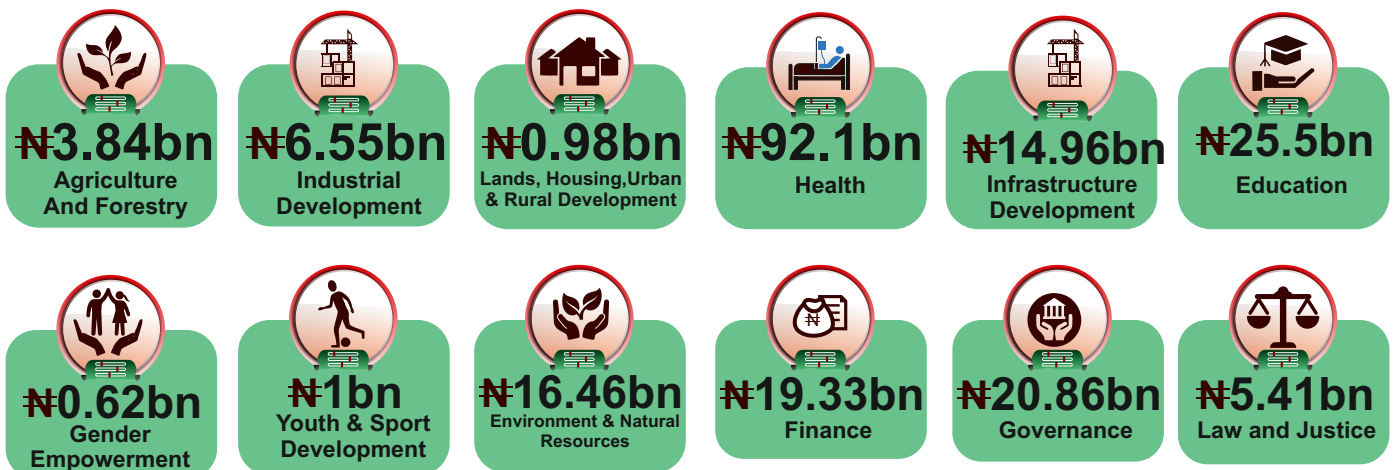 ₦3.84bn
Agriculture
And Forestry
₦6.55bn
Industrial
Development
₦0.98bn
Lands, Housing,Urban
& Rural Development
₦92.1bn
Health
₦14.96bn
Infrastructure
Development
₦25.5bn
Education
₦0.62bn
Gender
Empowerment
₦1bn
Youth & Sport
Development
₦16.46bn
Environment & Natural
Resources
₦
₦19.33bn
Finance
₦20.86bn
Governance
₦5.41bn
Law and Justice